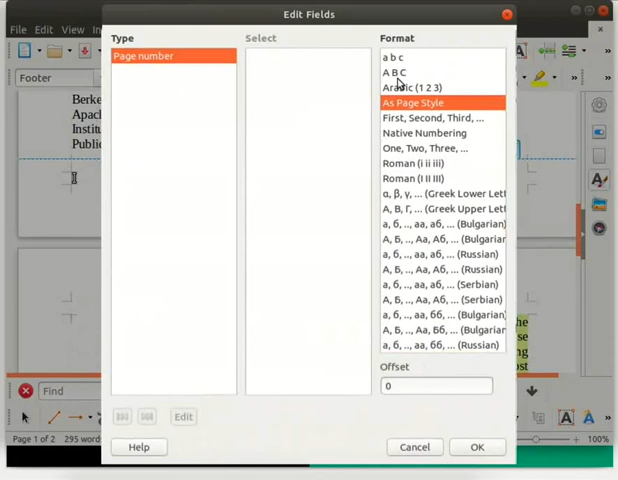 Edit Fields
File Edit View
Footer
Berke
Apach
Institu
Public
Type
Page number
Select
Format
a b c
A B C
Arabic (1 2 3)
As Page Style
First, Second, Third, ...
Native Numbering
One, Two, Three, ...
Roman (i ii iii)
Roman (I II III)
α, β, γ, ... (Greek Lower Lett
Α, Β, Γ, ... (Greek Upper Lett
а, б, .., аа, аб, ... (Bulgarian)
А, Б, .., Аа, Аб, ... (Bulgarian
а, б, .., аа, аб, ... (Russian)
А, Б, .., Аа, Аб, ... (Russian)
а, б, .., аа, аб, ... (Serbian)
А, Б, .., Аа, Аб, ... (Serbian)
а, б, .., аа, бб, ... (Bulgarian)
А, Б, .., Аа, Бб, ... (Bulgarian
а, б, .., аа, бб, ... (Russian)
Offset
0
he
se
ng
ost
Edit
Find
Help
Cancel
OK
Page 1 of 2 295 words
100%